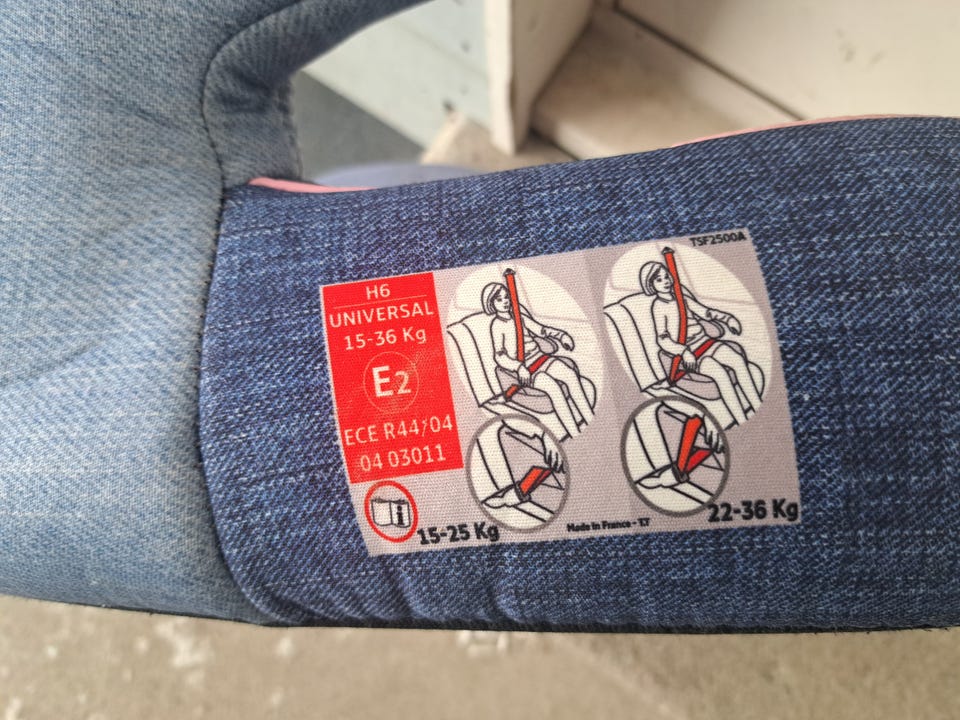 H6
UNIVERSAL
15-36 Kg
E2
ECE R44/04
04 03011
TSF2500A
15-25 Kg
Made in France - TT
22-36 Kg